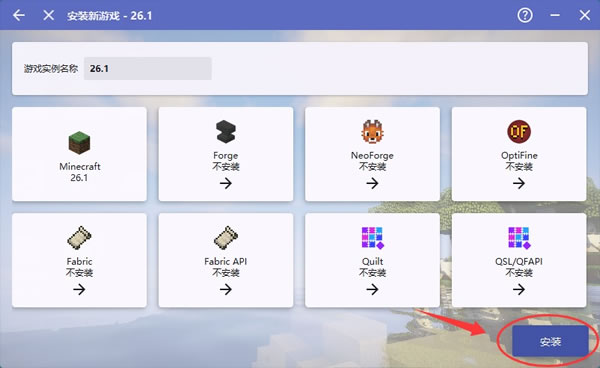 安装新游戏 - 26.1
游戏实例名称 26.1
Minecraft
26.1
Forge
不安装
NeoForge
不安装
OF
OptiFine
不安装
Fabric
不安装
Fabric API
不安装
Quilt
不安装
QSL/QFAPI
不安装
安装